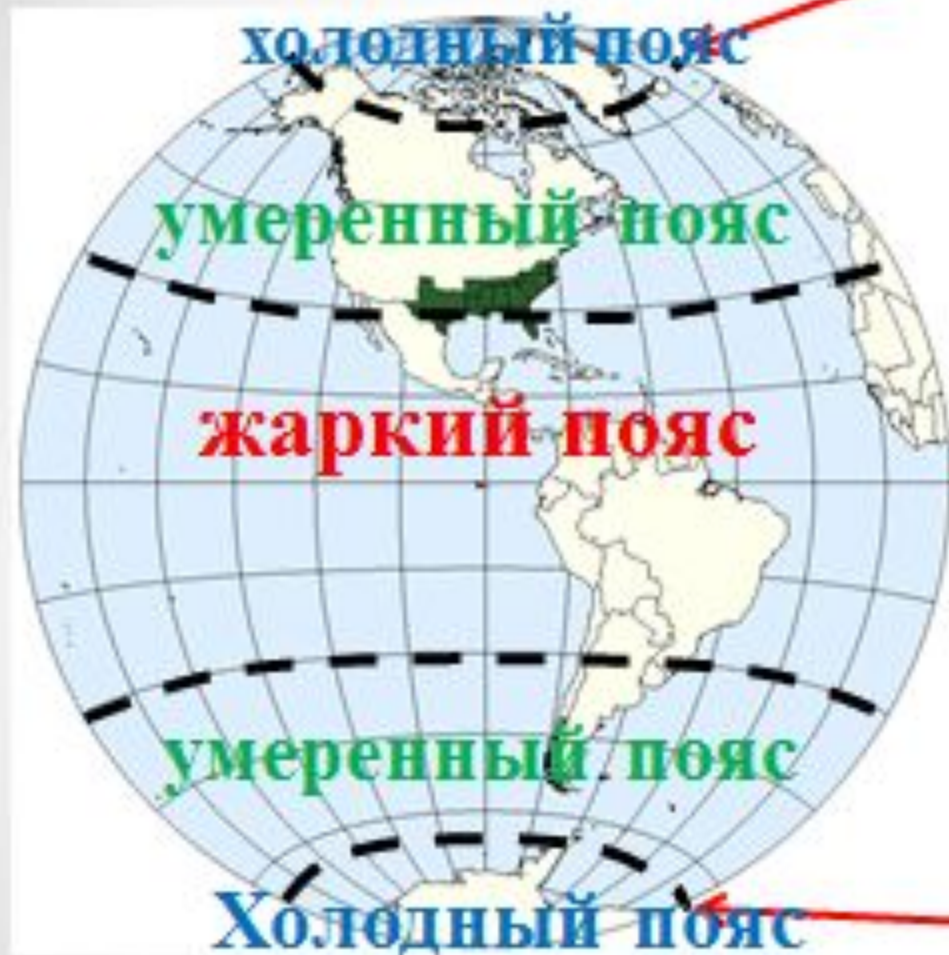 холодный пояс
умеренный пояс
жаркий пояс
умеренный пояс
Холодный пояс